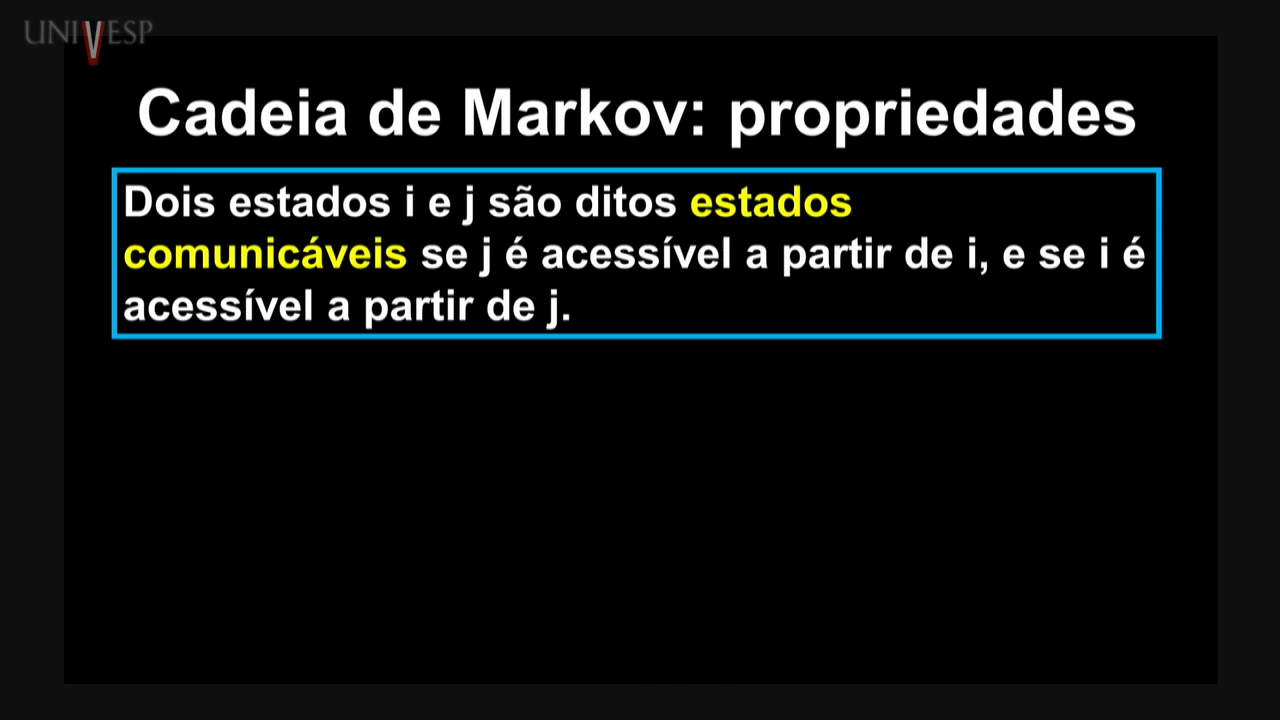 UNIVESP
Cadeia de Markov: propriedades
Dois estados i e j são ditos estados
comunicáveis se j é acessível a partir de i, e se i é
acessível a partir de j.